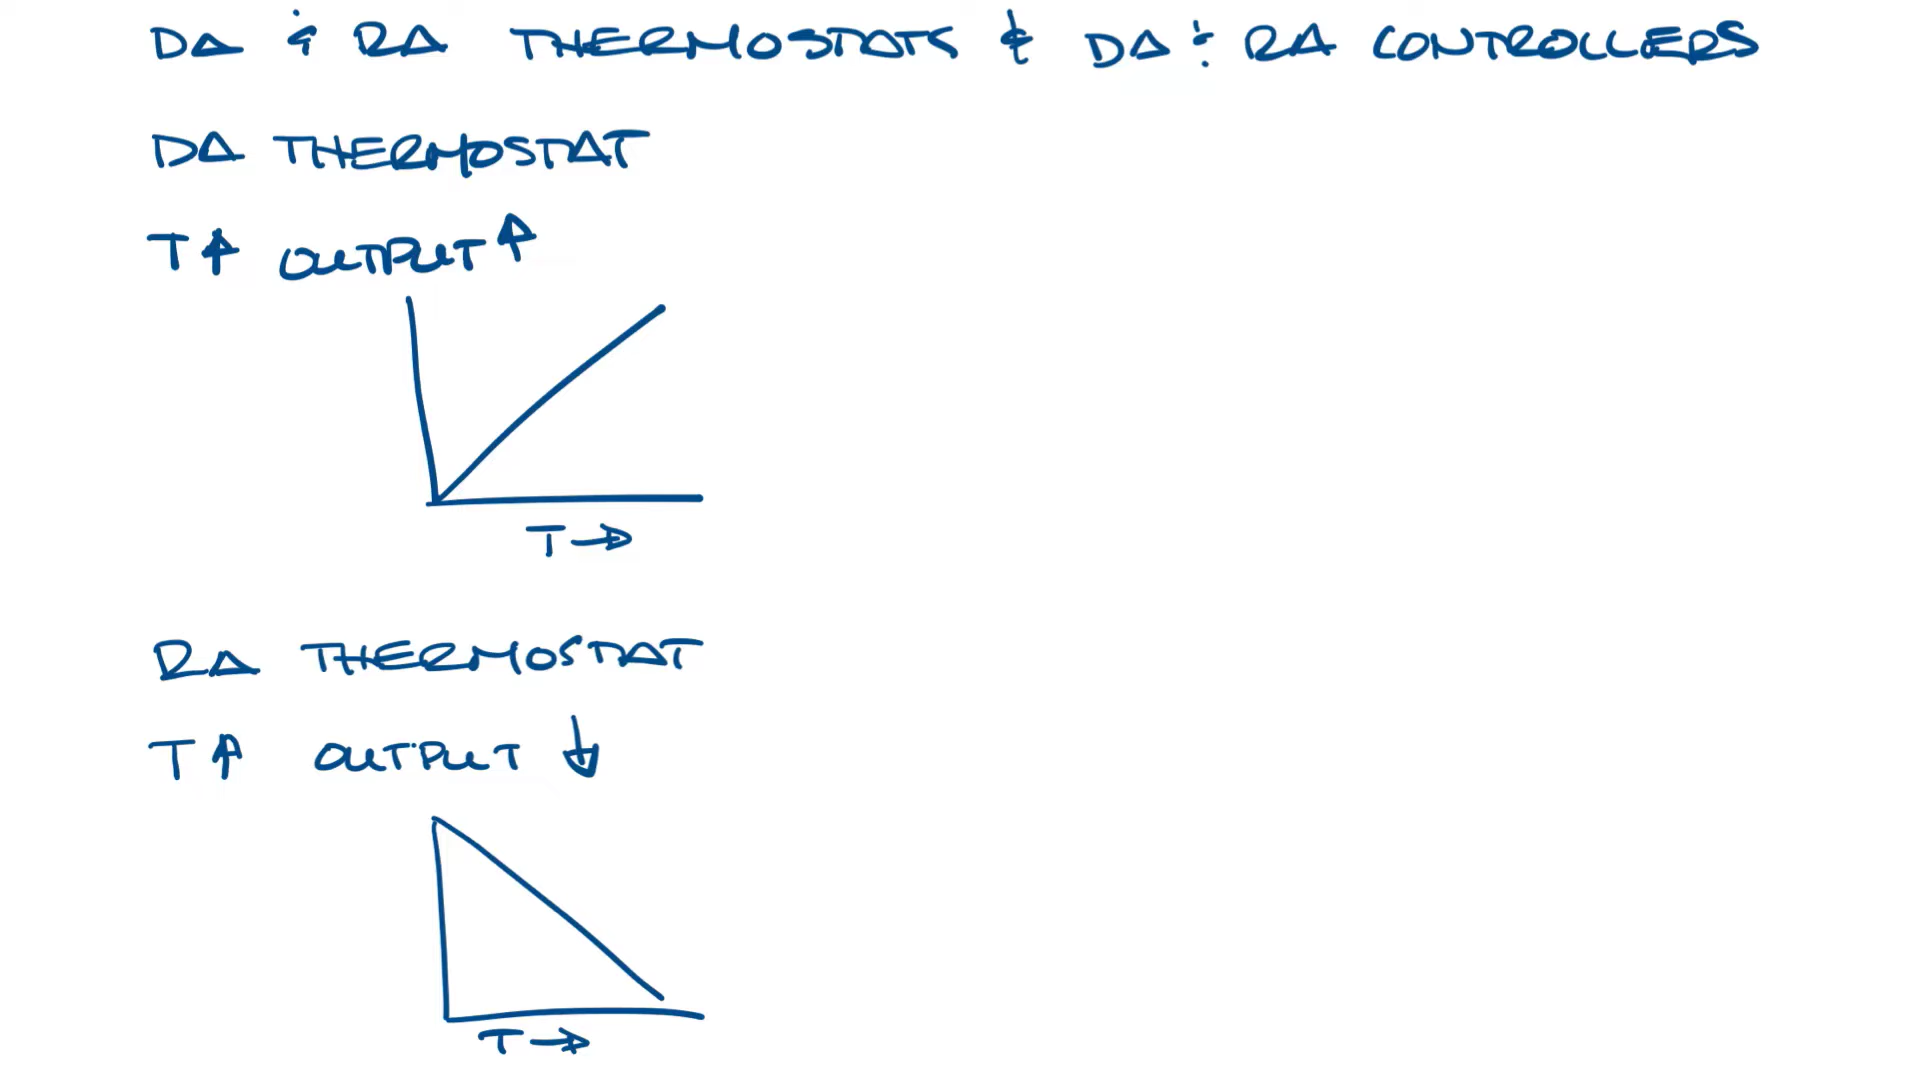 DA & RA THERMOSTATS & DA & RA CONTROLLERS
DA THERMOSTAT
T↑ OUTPUT↑
T→
RA THERMOSTAT
T↑ OUTPUT ↓
T→